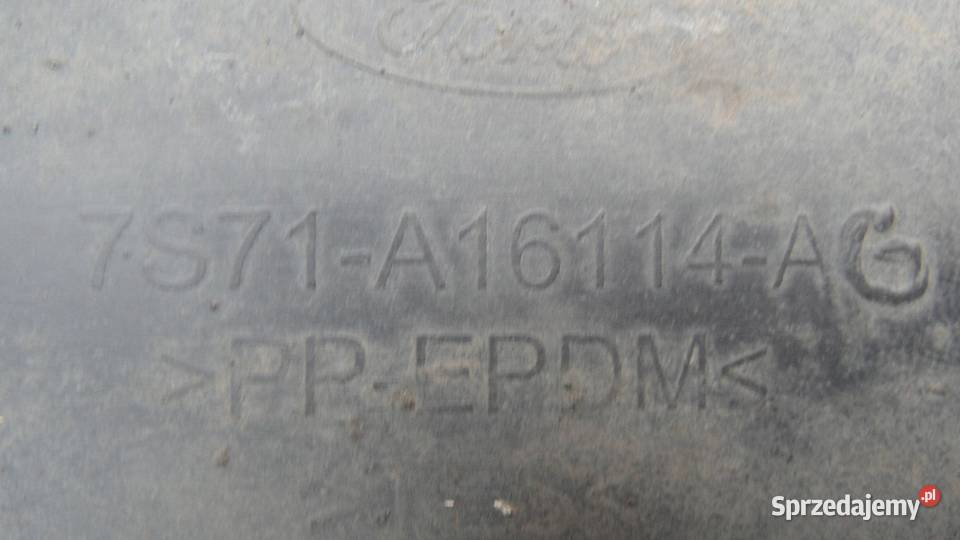 Ford
7S71-A16114-AG
>PP-EPDM<
Sprzedajemy.pl